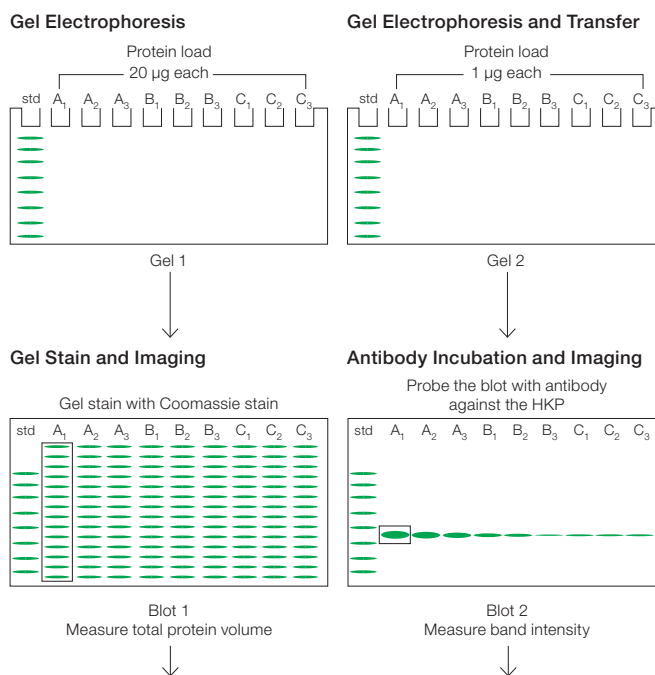 Gel Electrophoresis
Protein load
20 µg each
std A₁ A₂ A₃ B₁ B₂ B₃ C₁ C₂ C₃
Gel 1
Gel Electrophoresis and Transfer
Protein load
1 µg each
std A₁ A₂ A₃ B₁ B₂ B₃ C₁ C₂ C₃
Gel 2
Gel Stain and Imaging
Gel stain with Coomassie stain
std A₁ A₂ A₃ B₁ B₂ B₃ C₁ C₂ C₃
Blot 1
Measure total protein volume
Antibody Incubation and Imaging
Probe the blot with antibody
against the HKP
std A₁ A₂ A₃ B₁ B₂ B₃ C₁ C₂ C₃
Blot 2
Measure band intensity